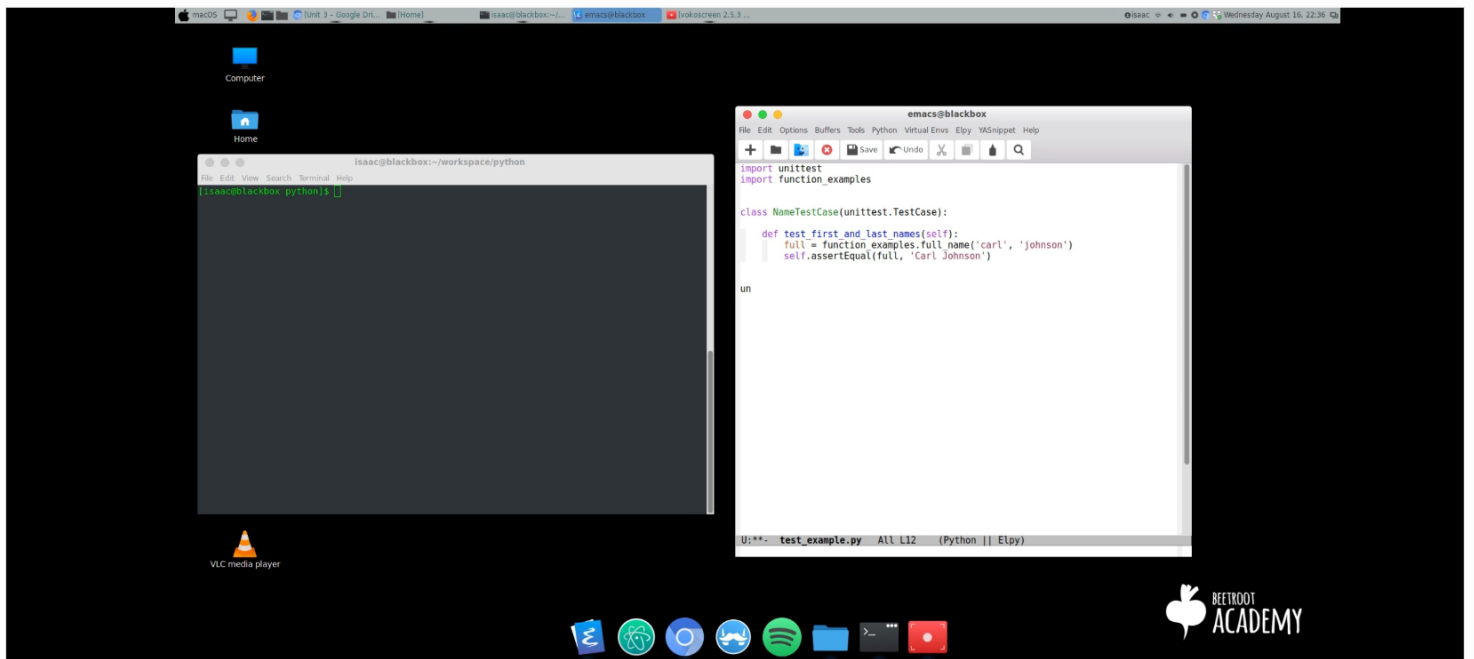 macOS [Unit 3 – Google Dri... [Home] isaac@blackbox:~/... emacs@blackbox [vokoscreen 2.5.3 ... isaac Wednesday August 16, 22:36
Computer
Home
isaac@blackbox:~/workspace/python
File Edit View Search Terminal Help
[isaac@blackbox python]$
emacs@blackbox
File Edit Options Buffers Tools Python Virtual Envs Elpy YASnippet Help
Save Undo
import unittest
import function_examples
class NameTestCase(unittest.TestCase):
def test_first_and_last_names(self):
full = function_examples.full_name('carl', 'johnson')
self.assertEqual(full, 'Carl Johnson')
un
U:**- test_example.py All L12 (Python || Elpy)
VLC media player
BEETROOT
ACADEMY